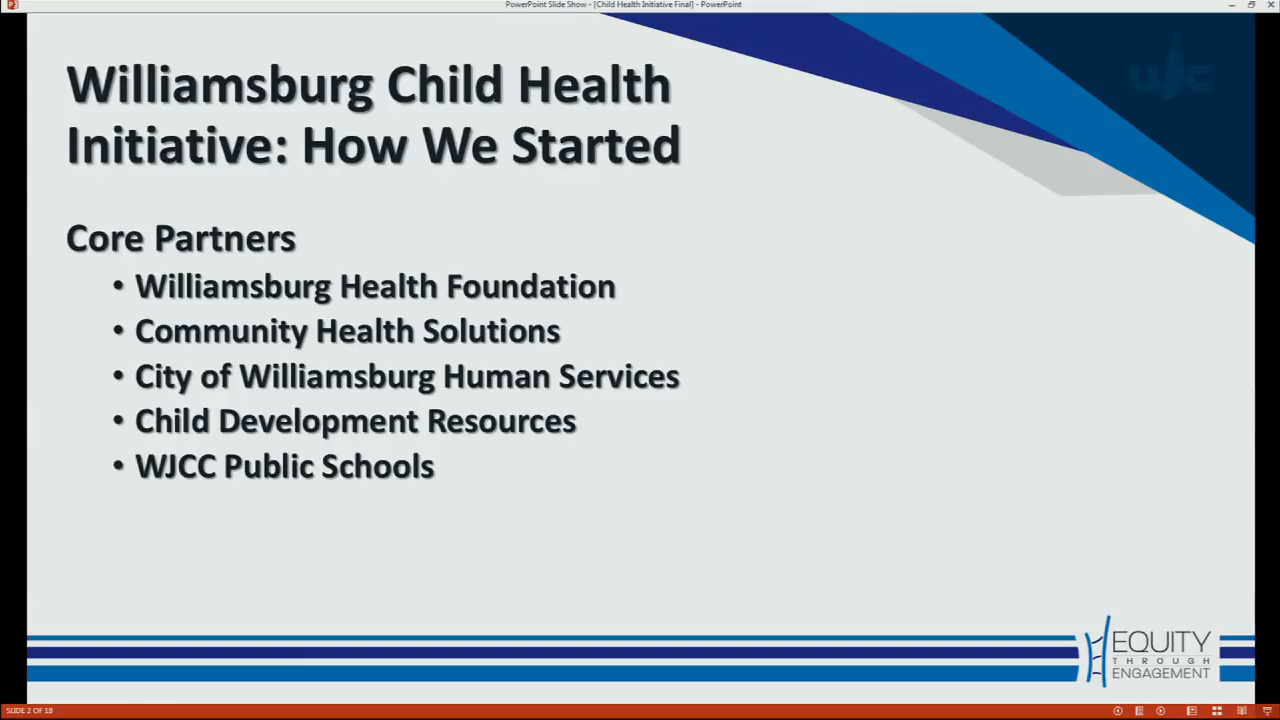 PowerPoint Slide Show - [Child Health Initiative Final] - PowerPoint
wjc
Williamsburg Child Health
Initiative: How We Started
Core Partners
• Williamsburg Health Foundation
• Community Health Solutions
• City of Williamsburg Human Services
• Child Development Resources
• WJCC Public Schools
EQUITY
THROUGH
ENGAGEMENT
SLIDE 2 OF 18